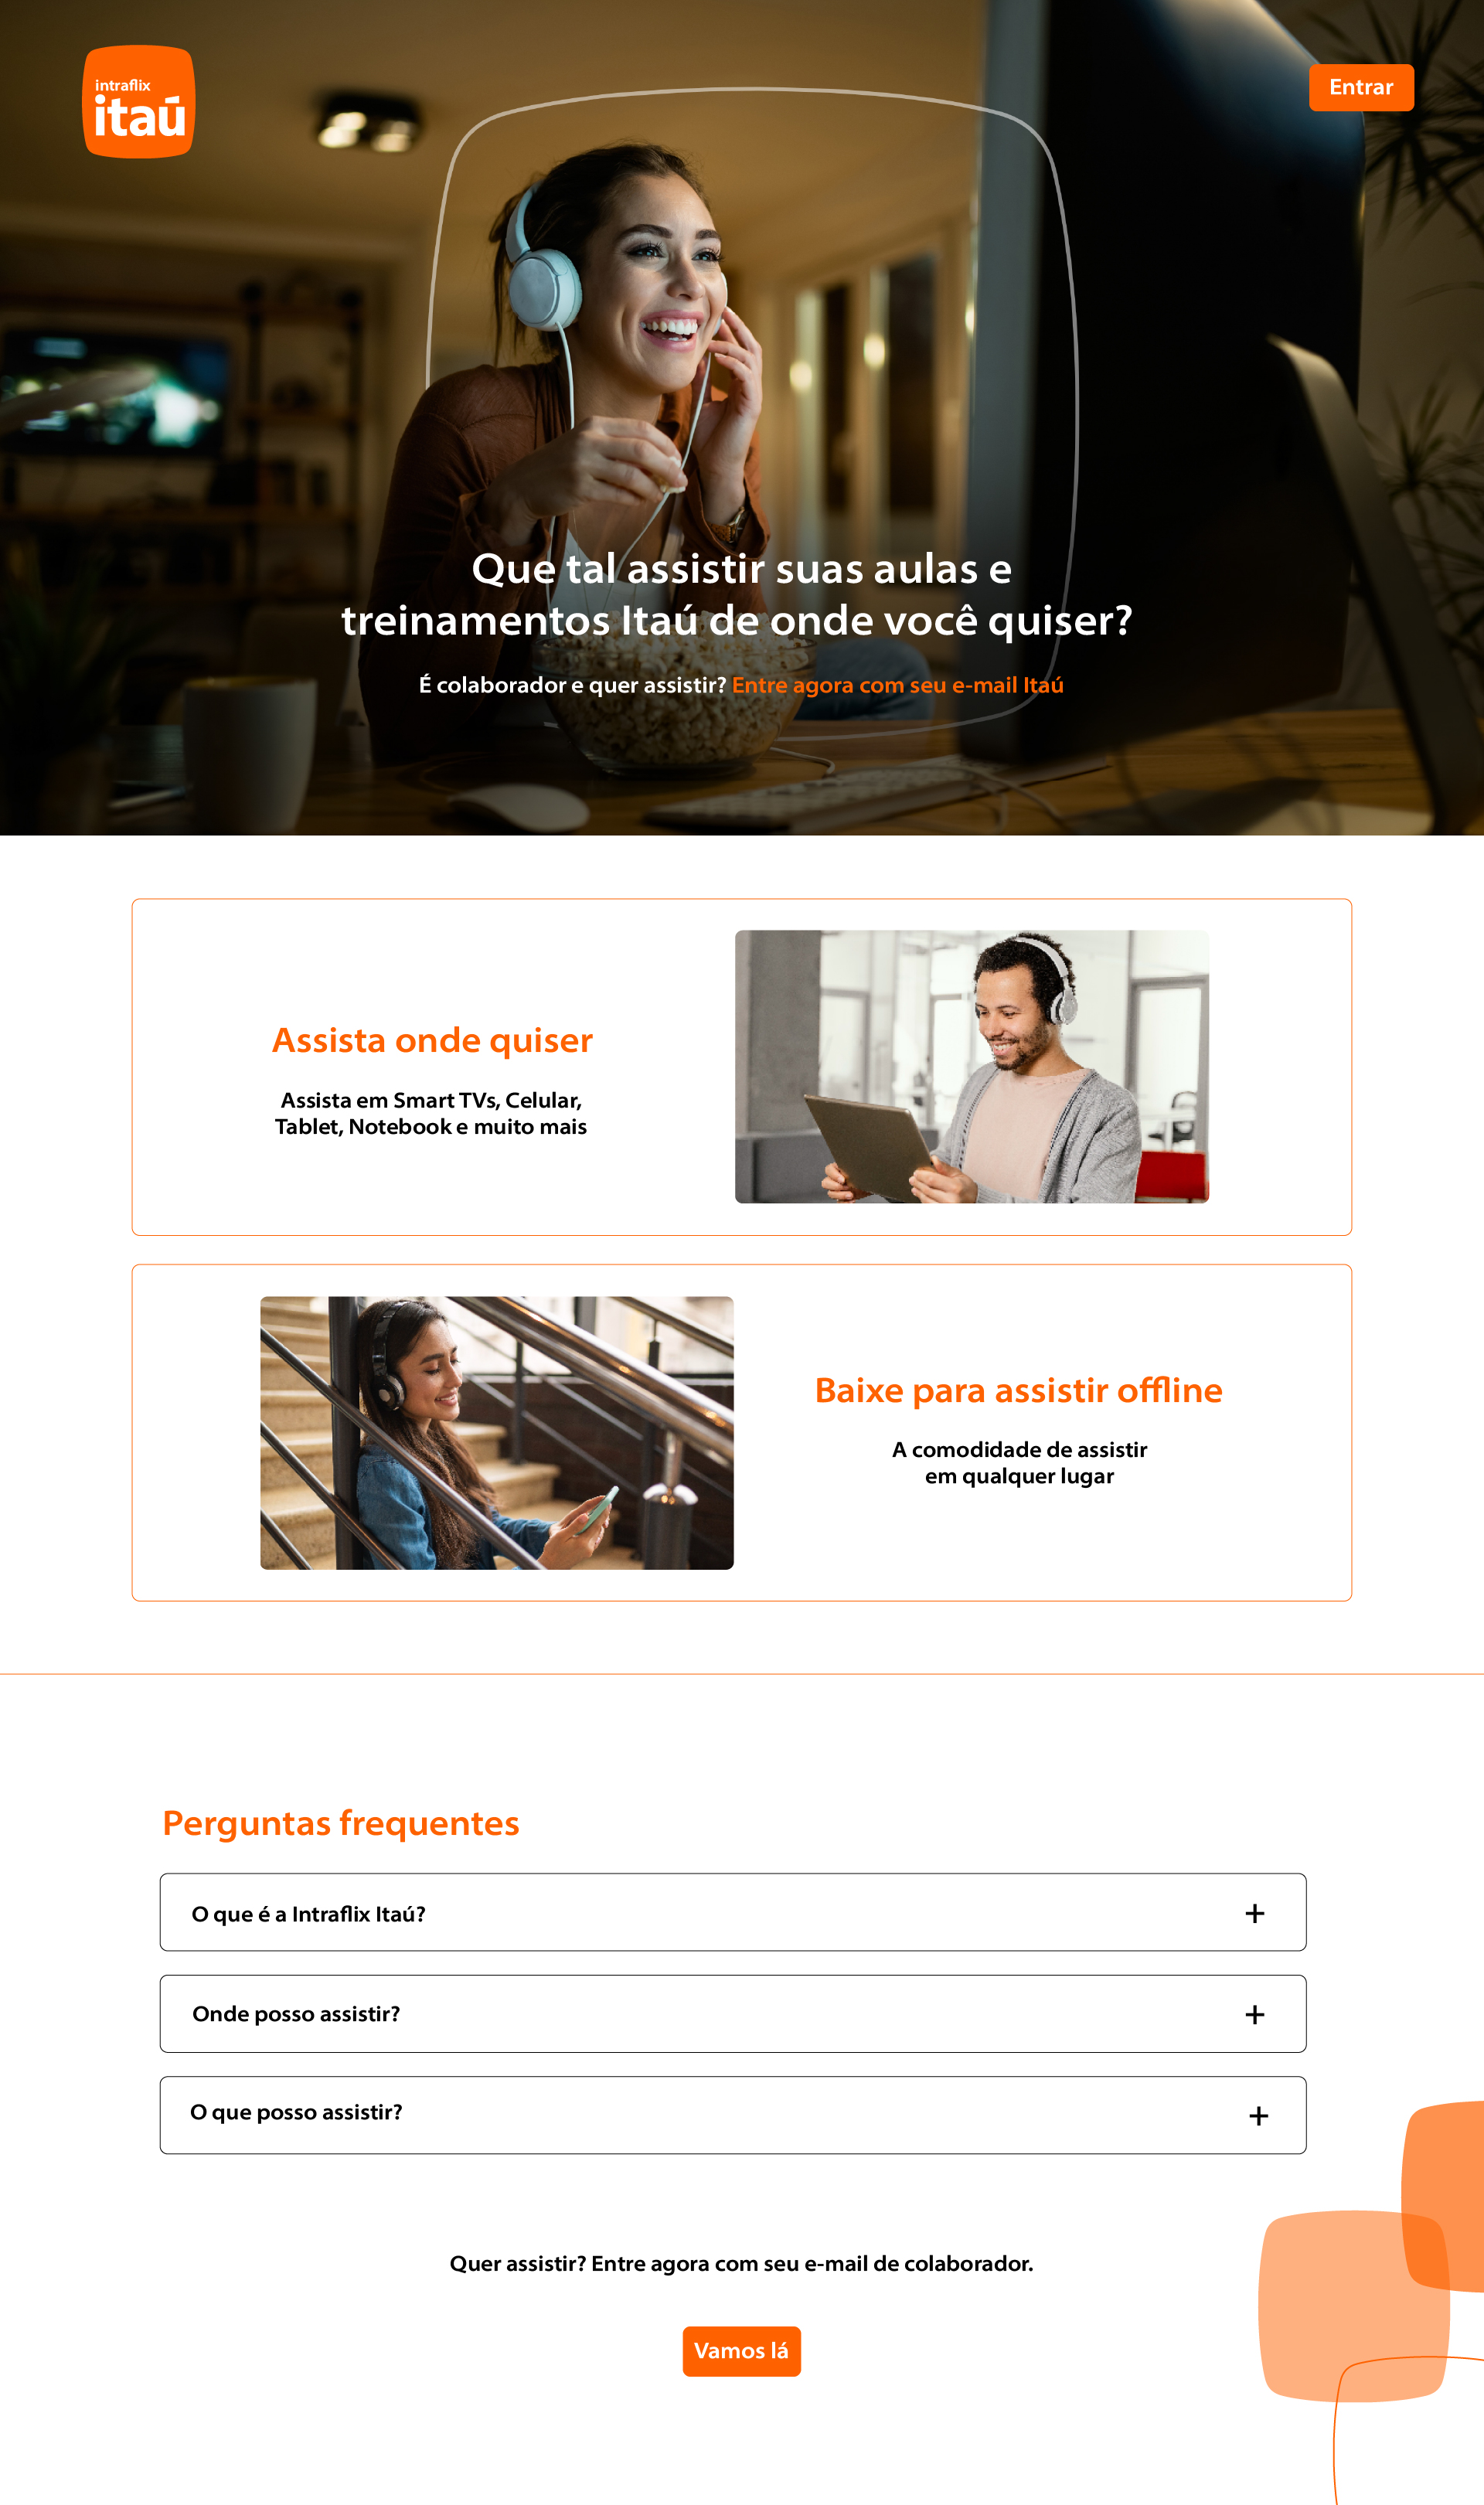 intraflix
itaú
Entrar
Que tal assistir suas aulas e
treinamentos Itaú de onde você quiser?
É colaborador e quer assistir? Entre agora com seu e-mail Itaú
Assista onde quiser
Assista em Smart TVs, Celular,
Tablet, Notebook e muito mais
Baixe para assistir offline
A comodidade de assistir
em qualquer lugar
Perguntas frequentes
O que é a Intraflix Itaú?
+
Onde posso assistir?
+
O que posso assistir?
+
Quer assistir? Entre agora com seu e-mail de colaborador.
Vamos lá